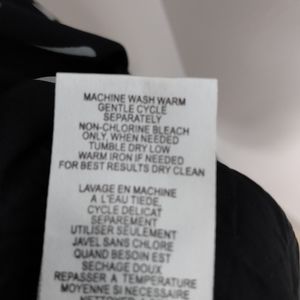 MACHINE WASH WARM
GENTLE CYCLE
SEPARATELY
NON-CHLORINE BLEACH
ONLY, WHEN NEEDED
TUMBLE DRY LOW
WARM IRON IF NEEDED
FOR BEST RESULTS DRY CLEAN
LAVAGE EN MACHINE
A L'EAU TIEDE,
CYCLE DELICAT
SEPAREMENT
UTILISER SEULEMENT
JAVEL SANS CHLORE
QUAND BESOIN EST
SECHAGE DOUX
REPASSER A TEMPERATURE
MOYENNE SI NECESSAIRE